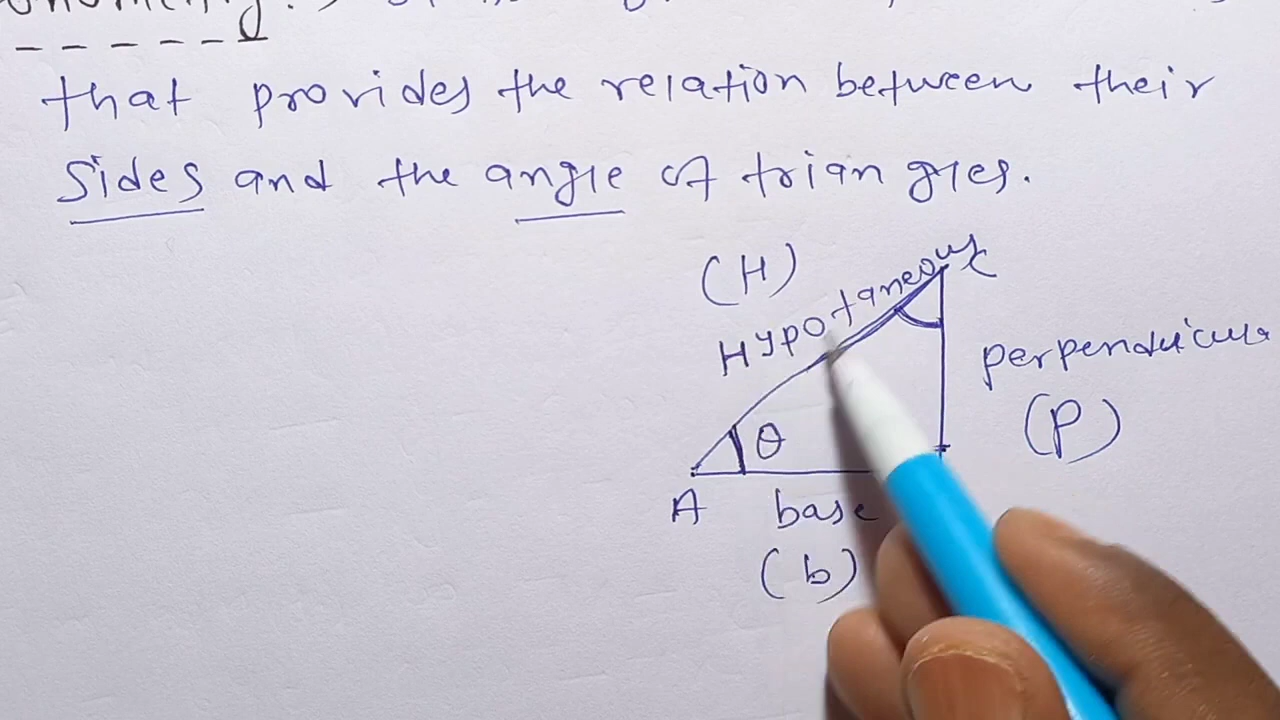 that provides the relation between their
sides and the angle of triangles.
(H)
Hypotaneous
C
perpendicular
(P)
θ
A
base
(b)